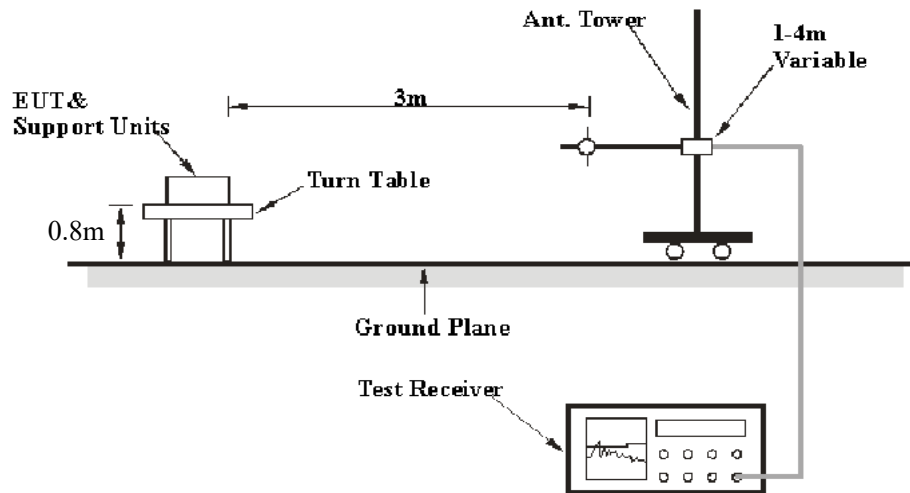 Ant. Tower
1-4m
Variable
3m
EUT&
Support Units
Turn Table
0.8m
Ground Plane
Test Receiver